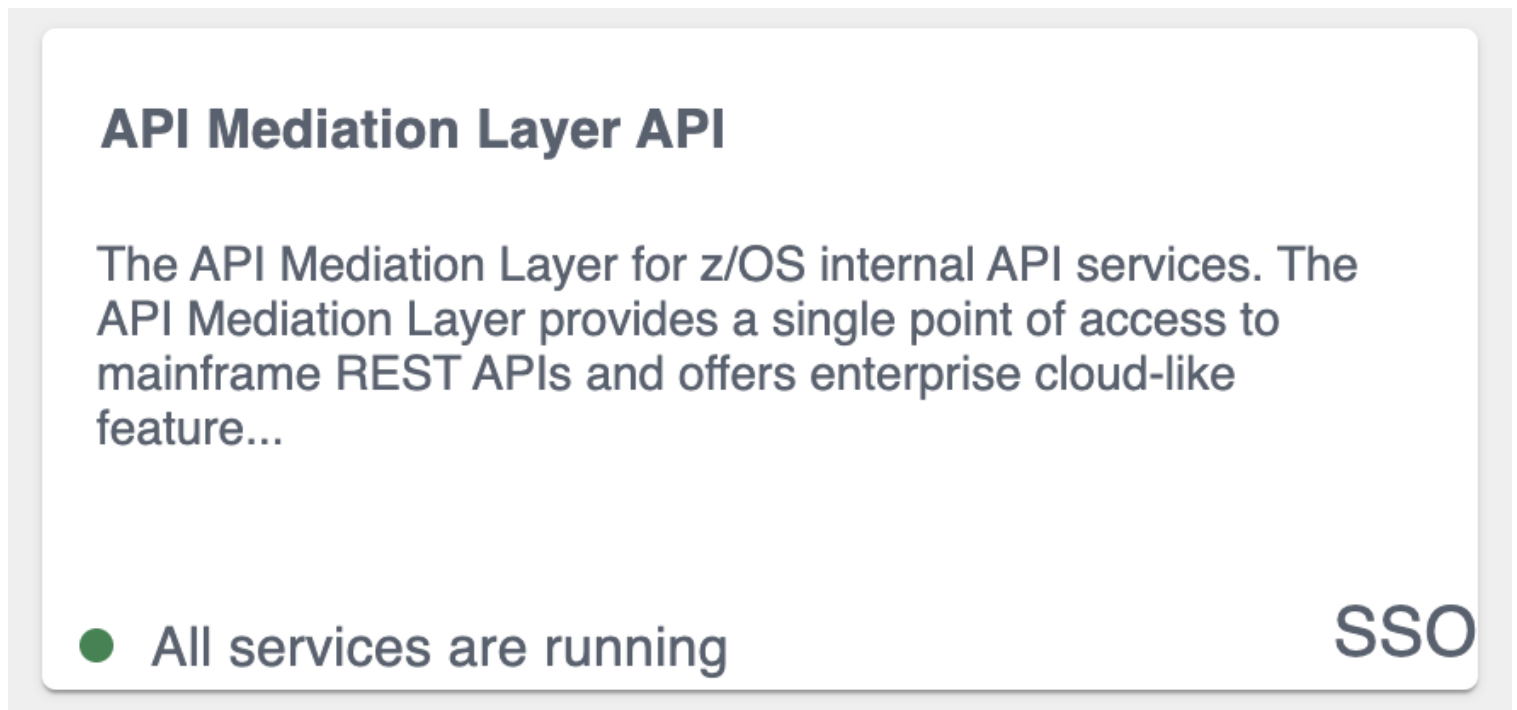 API Mediation Layer API
The API Mediation Layer for z/OS internal API services. The
API Mediation Layer provides a single point of access to
mainframe REST APIs and offers enterprise cloud-like
feature...
All services are running
SSO